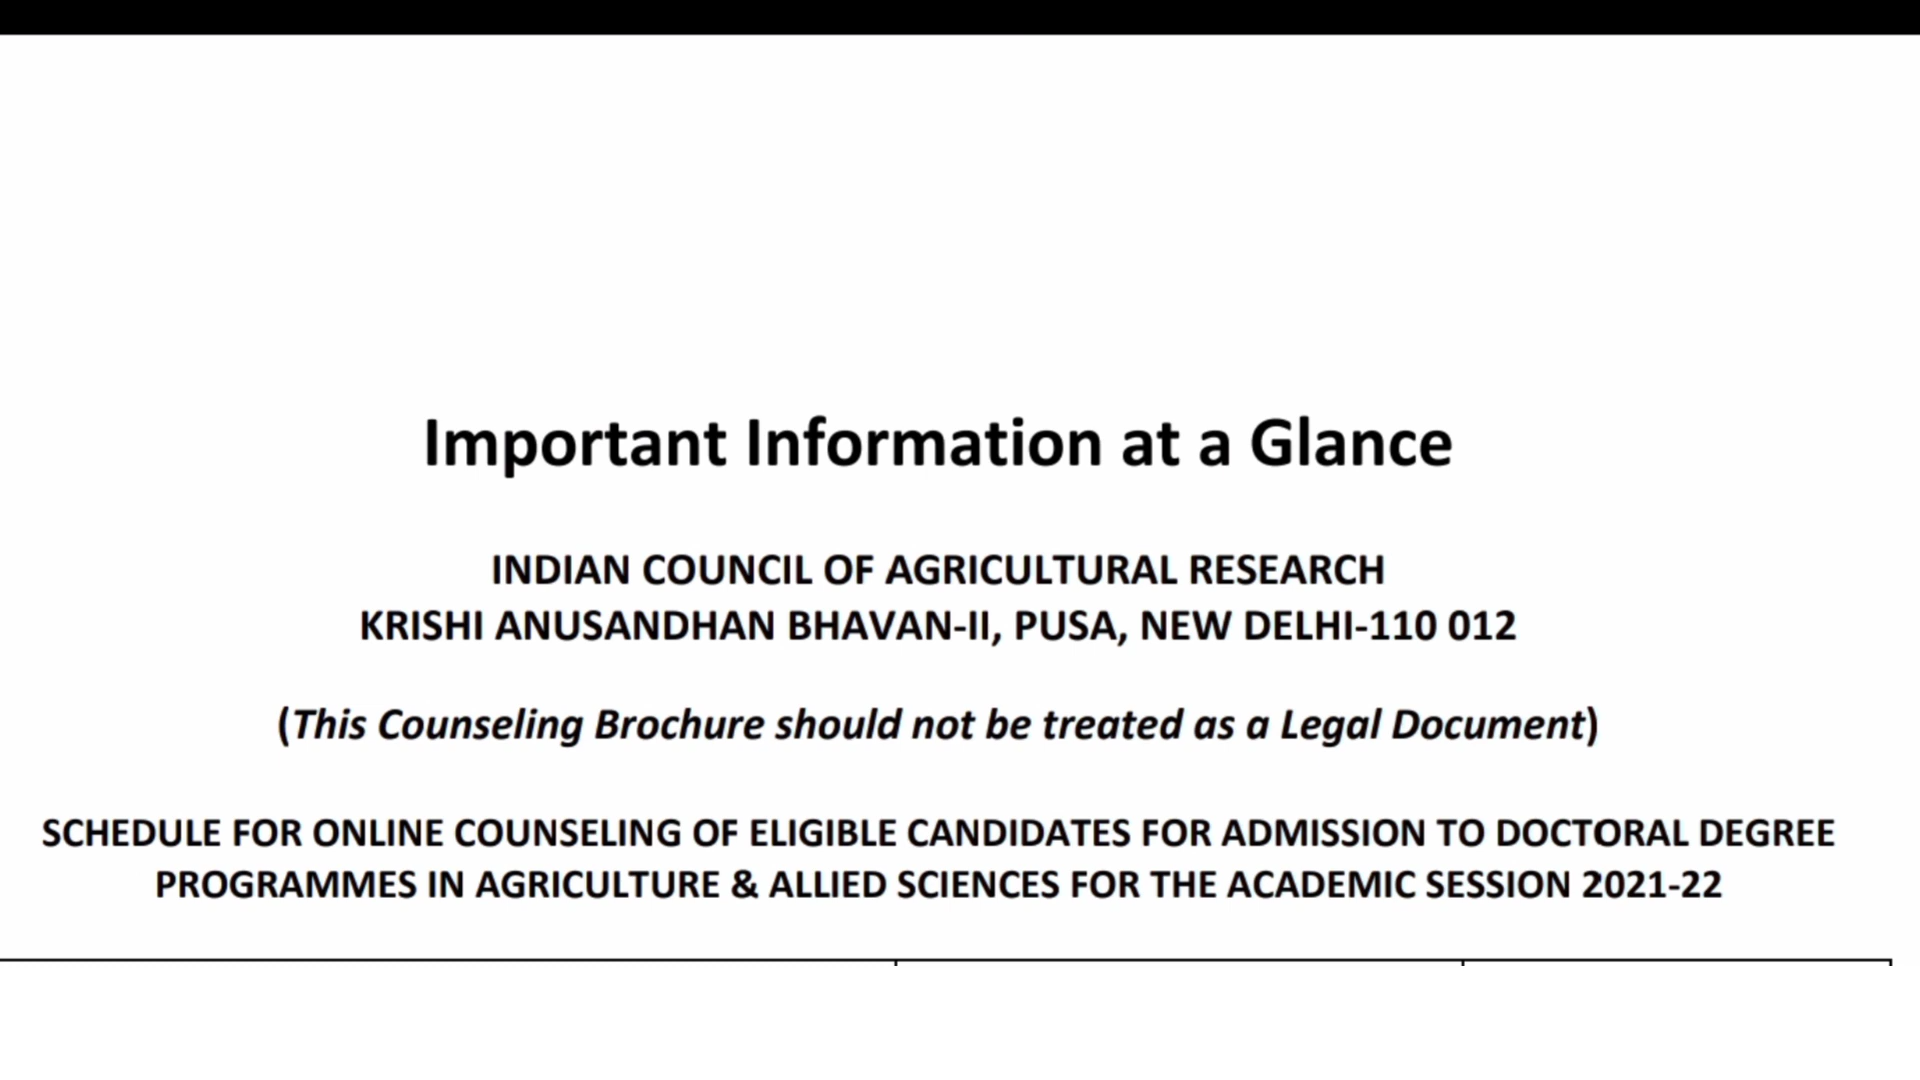 Important Information at a Glance
INDIAN COUNCIL OF AGRICULTURAL RESEARCH
KRISHI ANUSANDHAN BHAVAN-II, PUSA, NEW DELHI-110 012
(This Counseling Brochure should not be treated as a Legal Document)
SCHEDULE FOR ONLINE COUNSELING OF ELIGIBLE CANDIDATES FOR ADMISSION TO DOCTORAL DEGREE
PROGRAMMES IN AGRICULTURE & ALLIED SCIENCES FOR THE ACADEMIC SESSION 2021-22